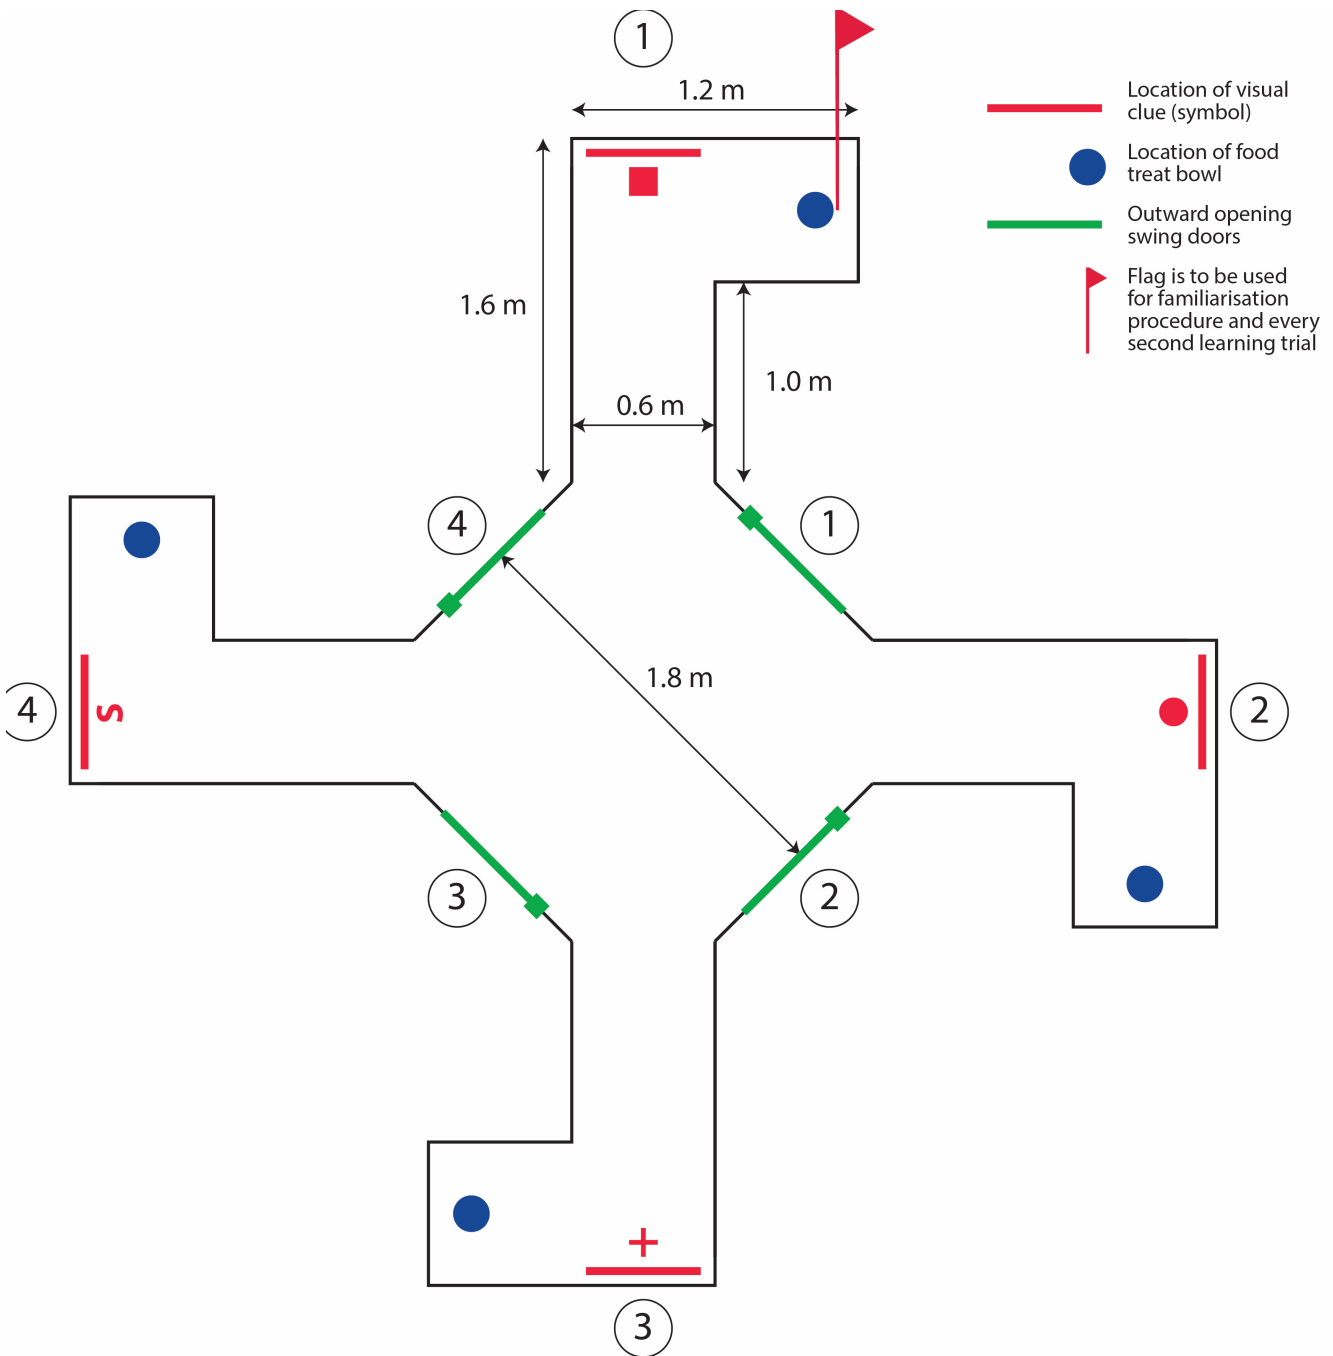 1
1.2 m
Location of visual
clue (symbol)
Location of food
treat bowl
Outward opening
swing doors
Flag is to be used
for familiarisation
procedure and every
second learning trial
1.6 m
1.0 m
0.6 m
4
1
1.8 m
4
S
2
3
2
+
3